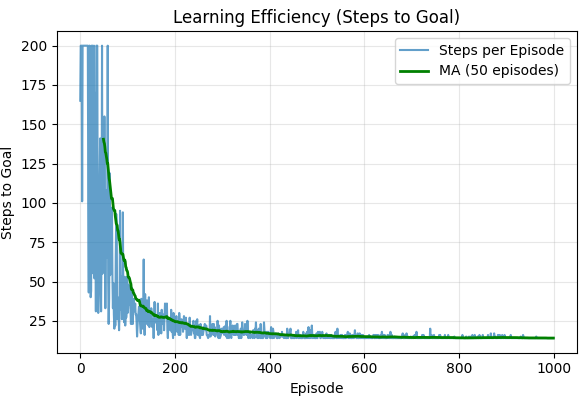 Learning Efficiency (Steps to Goal)
Steps per Episode
MA (50 episodes)
Steps to Goal
200
175
150
125
100
75
50
25
0
200
400
600
800
1000
Episode